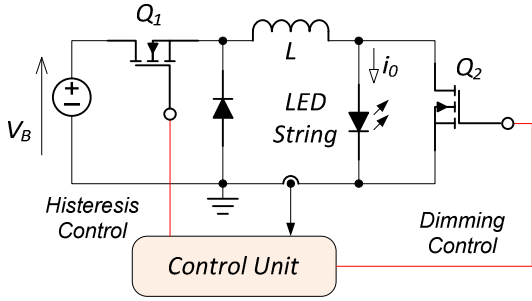 Q1
L
i0
Q2
VB
LED
String
Histeresis
Control
Dimming
Control
Control Unit